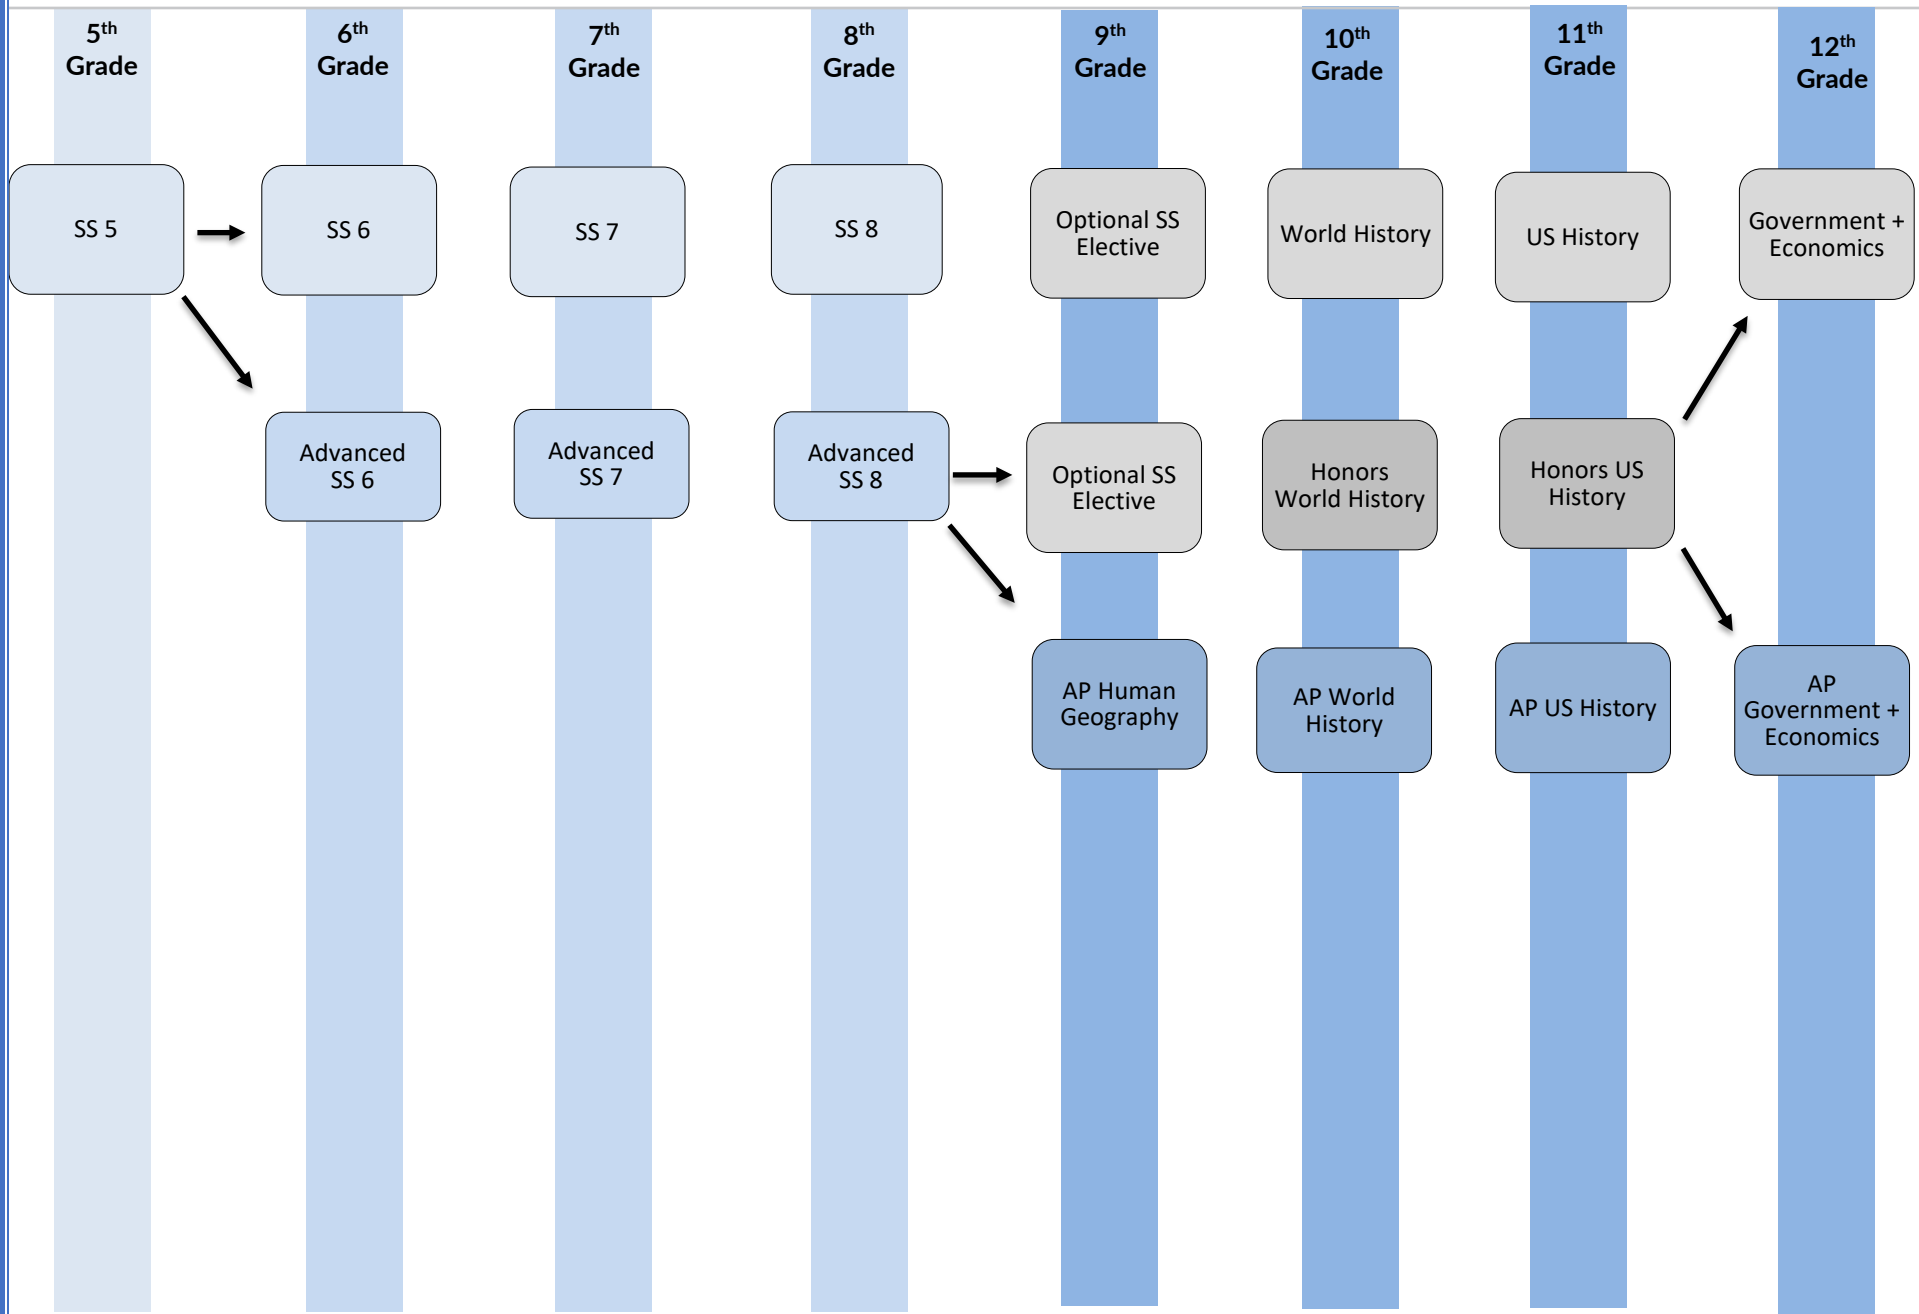 5th
Grade
6th
Grade
7th
Grade
8th
Grade
9th
Grade
10th
Grade
11th
Grade
12th
Grade
SS 5
SS 6
SS 7
SS 8
Optional SS
Elective
World History
US History
Government +
Economics
Advanced
SS 6
Advanced
SS 7
Advanced
SS 8
Optional SS
Elective
Honors
World History
Honors US
History
AP Human
Geography
AP World
History
AP US History
AP
Government +
Economics